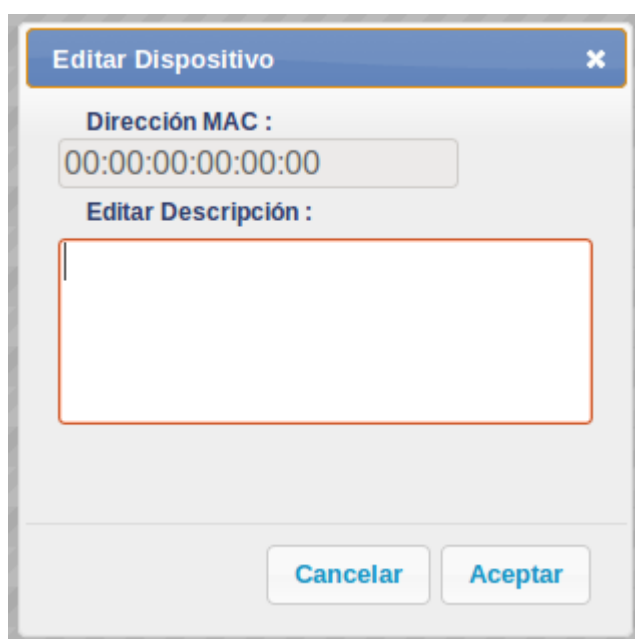 Editar Dispositivo
Dirección MAC :
00:00:00:00:00:00
Editar Descripción :
Cancelar Aceptar